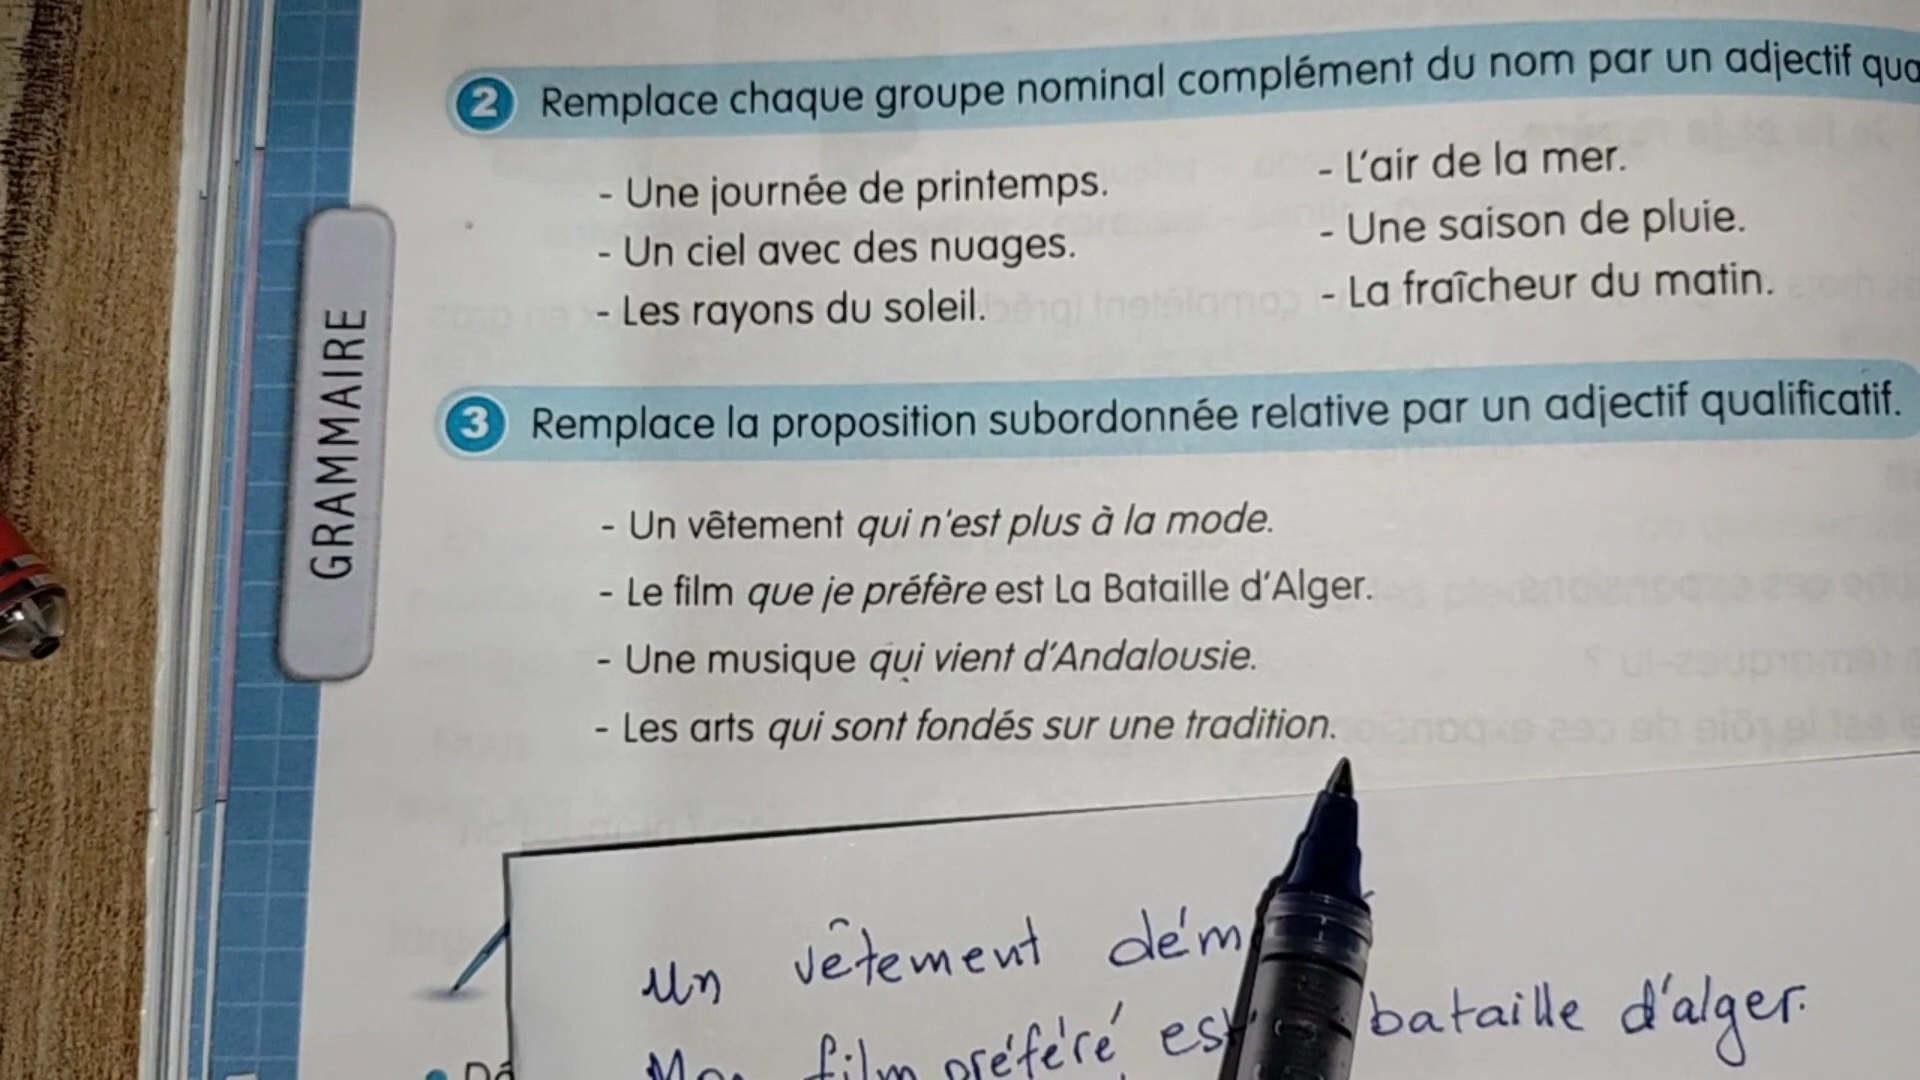 2 Remplace chaque groupe nominal complément du nom par un adjectif
- Une journée de printemps.
- Un ciel avec des nuages.
- Les rayons du soleil.
- L'air de la mer.
- Une saison de pluie.
- La fraîcheur du matin.
GRAMMAIRE
3 Remplace la proposition subordonnée relative par un adjectif qualificatif.
- Un vêtement qui n'est plus à la mode.
- Le film que je préfère est La Bataille d'Alger.
- Une musique qui vient d'Andalousie.
- Les arts qui sont fondés sur une tradition.
Un vêtement
film préféré est bataille d'alger.